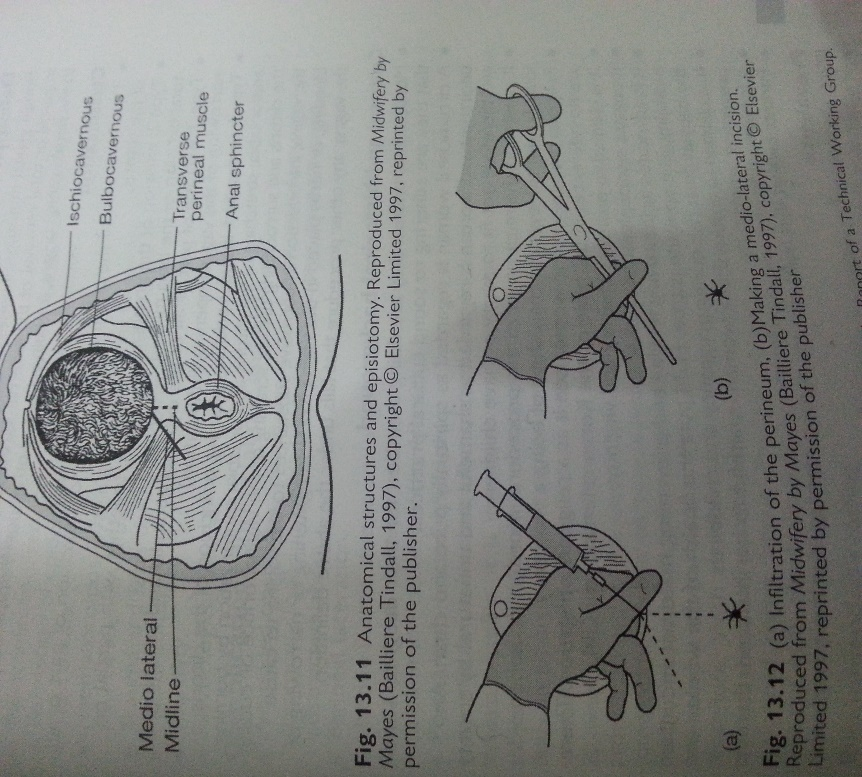 Ischiocavernous
Bulbocavernous
Transverse
perineal muscle
Anal sphincter
Medio lateral
Midline
Fig. 13.11 Anatomical structures and episiotomy. Reproduced from Midwifery by
Mayes (Bailliere Tindall, 1997), copyright © Elsevier Limited 1997, reprinted by
permission of the publisher.
(a)
(b)
Fig. 13.12 (a) Infiltration of the perineum, (b)Making a medio-lateral incision.
Reproduced from Midwifery by Mayes (Bailliere Tindall, 1997), copyright © Elsevier
Limited 1997, reprinted by permission of the publisher
Report of a Technical Working Group.